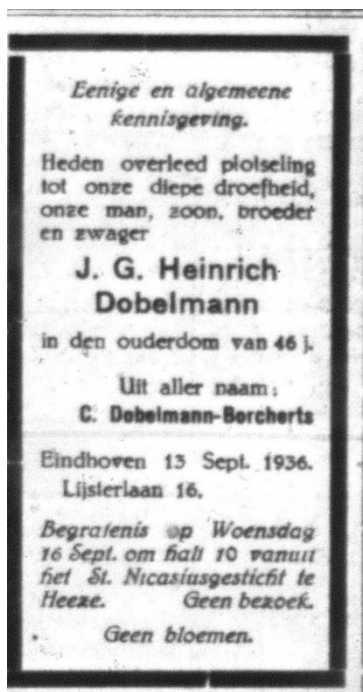 Eenige en algemeene
kennisgeving.
Heden overleed plotseling
tot onze diepe droefheid,
onze man, zoon, broeder
en zwager
J. G. Heinrich
Dobelmann
in den ouderdom van 46 j.
Uit aller naam:
C. Dobelmann-Borcherts
Eindhoven 13 Sept. 1936.
Lijsterlaan 16.
Begrafenis op Woensdag
16 Sept. om half 10 vanuit
het St. Nicasiusgesticht te
Heeze. Geen bezoek.
Geen bloemen.